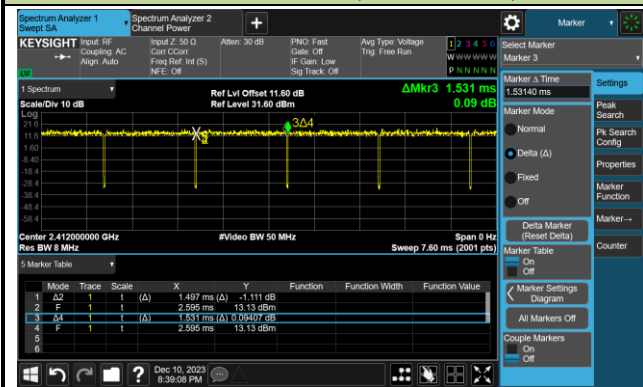 Spectrum Analyzer 1
Swept SA
Spectrum Analyzer 2
Channel Power
Marker
KEYSIGHT
Input: RF
Coupling: AC
Align: Auto
Input Z: 50 Ω
Corr CCorr
Freq Ref: Int (S)
NFE: Off
Atten: 30 dB
PNO: Fast
Gate: Off
IF Gain: Low
Sig Track: Off
Avg Type: Voltage
Trig: Free Run
1 2 3 4 5 6
W W W W W W
P N N N N N
LXI
Select Marker
Marker 3
1 Spectrum
Scale/Div 10 dB
Ref Lvl Offset 11.60 dB
Ref Level 31.60 dBm
ΔMkr3 1.531 ms
0.09 dB
Log
21.6
11.6
1.60
-8.40
-18.4
-28.4
-38.4
-48.4
-58.4
3Δ4
Center 2.412000000 GHz
Res BW 8 MHz
#Video BW 50 MHz
Span 0 Hz
Sweep 7.60 ms (2001 pts)
5 Marker Table
Mode Trace Scale X Y Function Function Width Function Value
1 Δ2 1 t (Δ) 1.497 ms (Δ) -1.111 dB
2 F 1 t 2.595 ms 13.13 dBm
3 Δ4 1 t (Δ) 1.531 ms (Δ) 0.09407 dB
4 F 1 t 2.595 ms 13.13 dBm
5
6
Marker Δ Time
1.53140 ms
Marker Mode
Normal
Delta (Δ)
Fixed
Off
Delta Marker
(Reset Delta)
Marker Table
On
Off
Marker Settings
Diagram
All Markers Off
Couple Markers
On
Off
Settings
Peak
Search
Pk Search
Config
Properties
Marker
Function
Marker→
Counter
Dec 10, 2023
8:39:08 PM